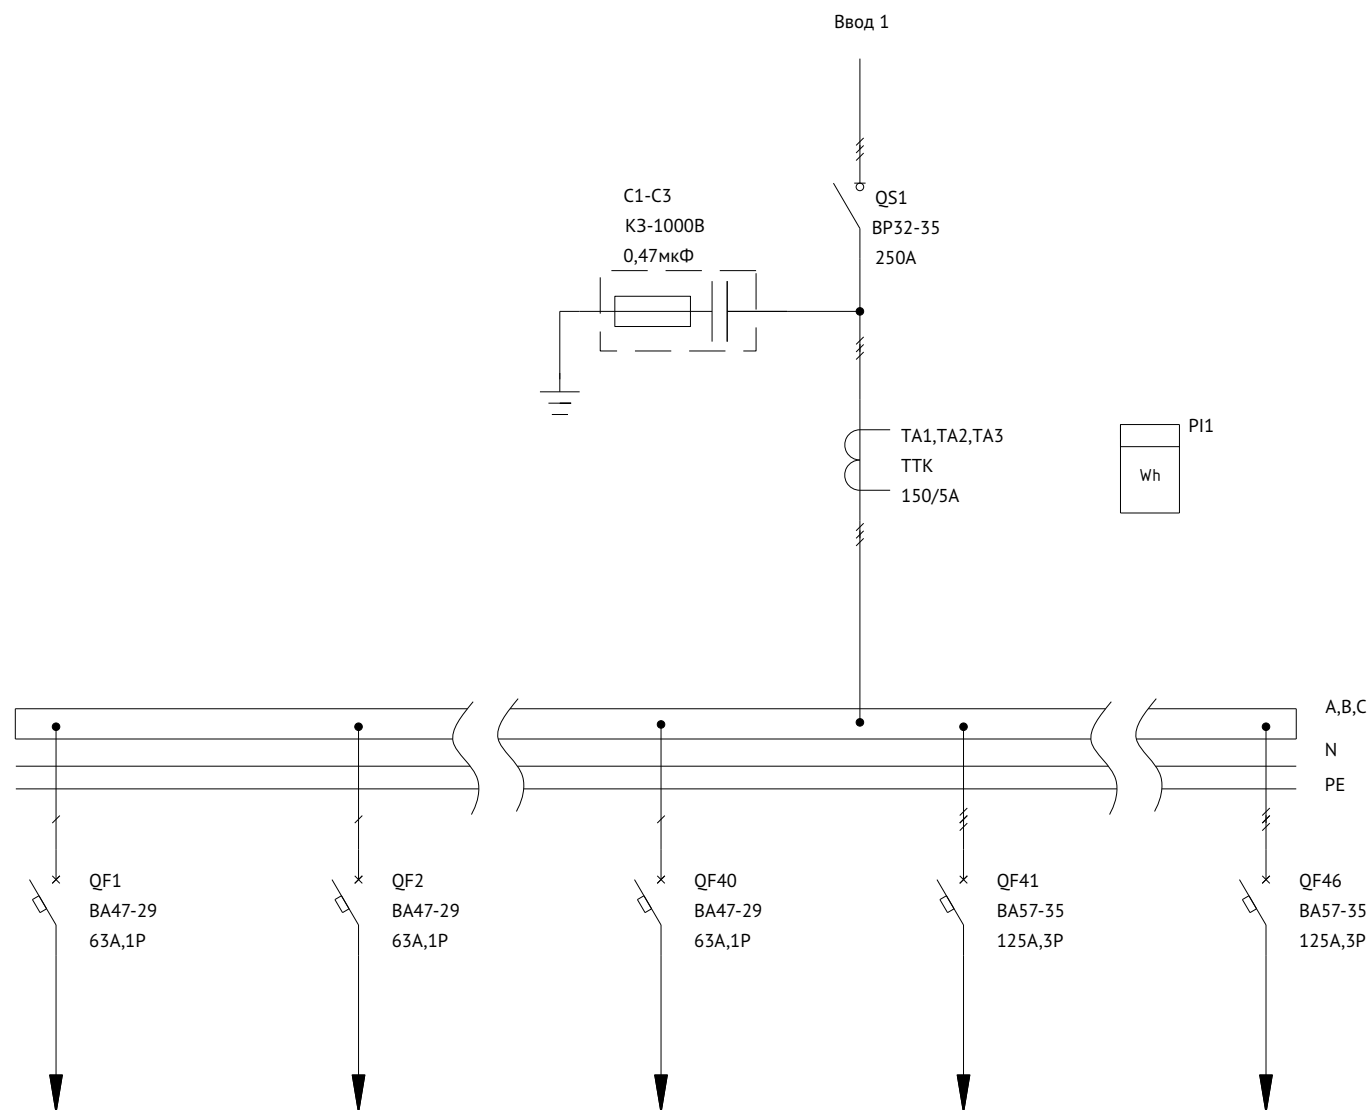 Ввод 1
С1-С3
КЗ-1000В
0,47мкФ
QS1
ВР32-35
250А
ТА1,ТА2,ТА3
ТТК
150/5А
PI1
Wh
А,В,С
N
PE
QF1
ВА47-29
63А,1Р
QF2
ВА47-29
63А,1Р
QF40
ВА47-29
63А,1Р
QF41
ВА57-35
125А,3Р
QF46
ВА57-35
125А,3Р